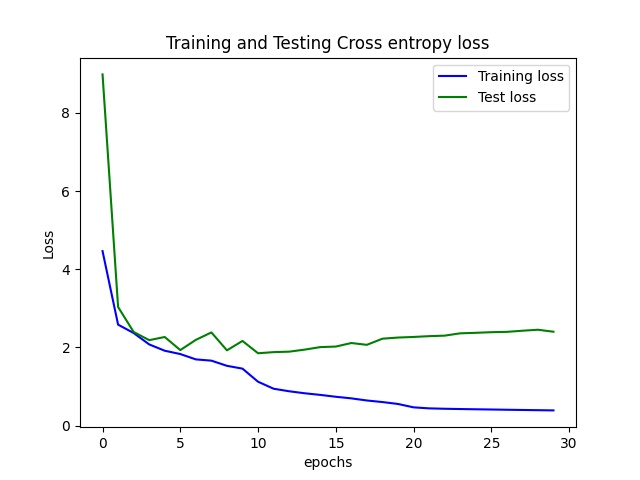 Training and Testing Cross entropy loss
Training loss
Test loss
8
6
4
2
0
Loss
0 5 10 15 20 25 30
epochs